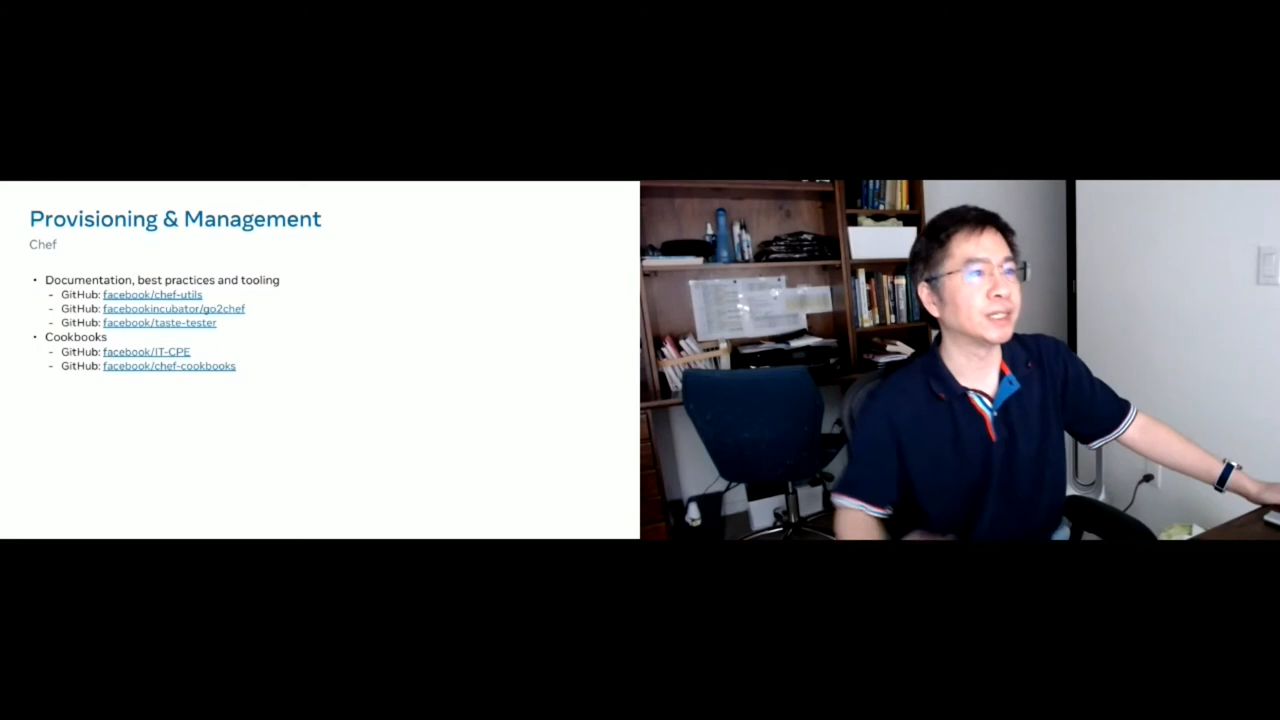 Provisioning & Management
Chef
• Documentation, best practices and tooling
- GitHub: facebook/chef-utils
- GitHub: facebookincubator/go2chef
- GitHub: facebook/taste-tester
• Cookbooks
- GitHub: facebook/IT-CPE
- GitHub: facebook/chef-cookbooks